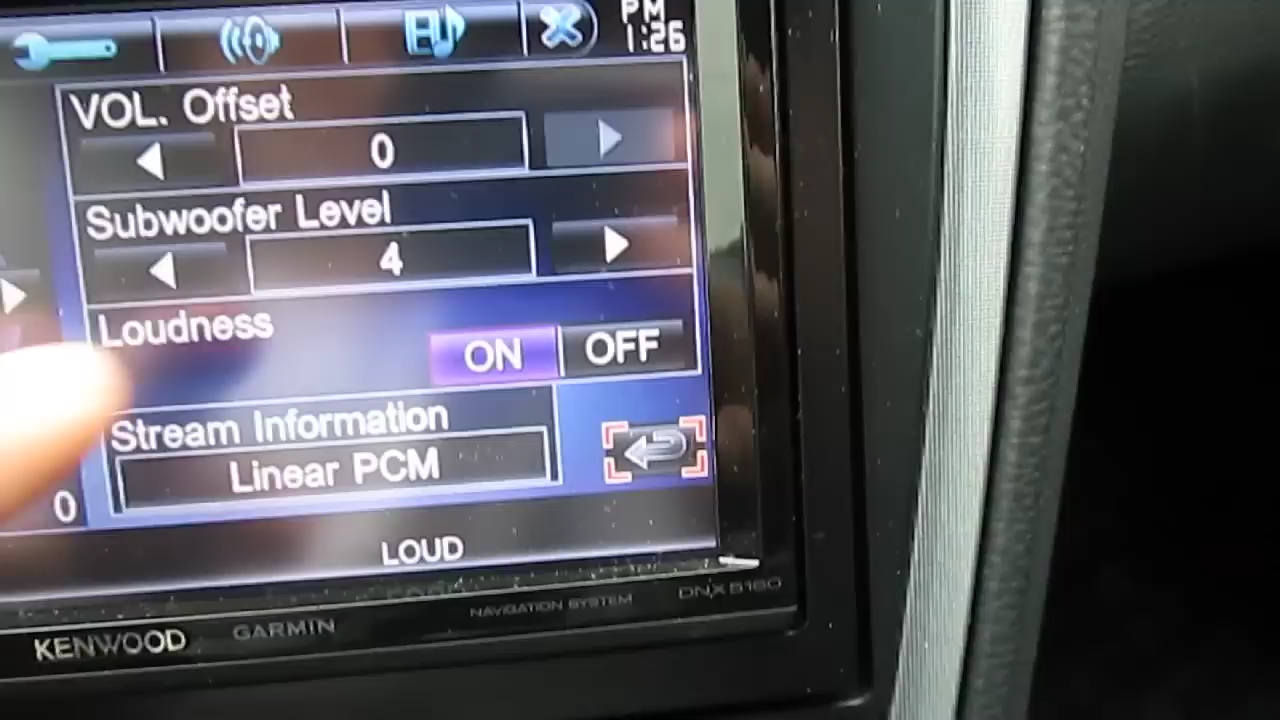 PM
1:26
VOL. Offset
0
Subwoofer Level
4
Loudness
ON OFF
Stream Information
Linear PCM
0
LOUD
KENWOOD GARMIN NAVIGATION SYSTEM DNX5160